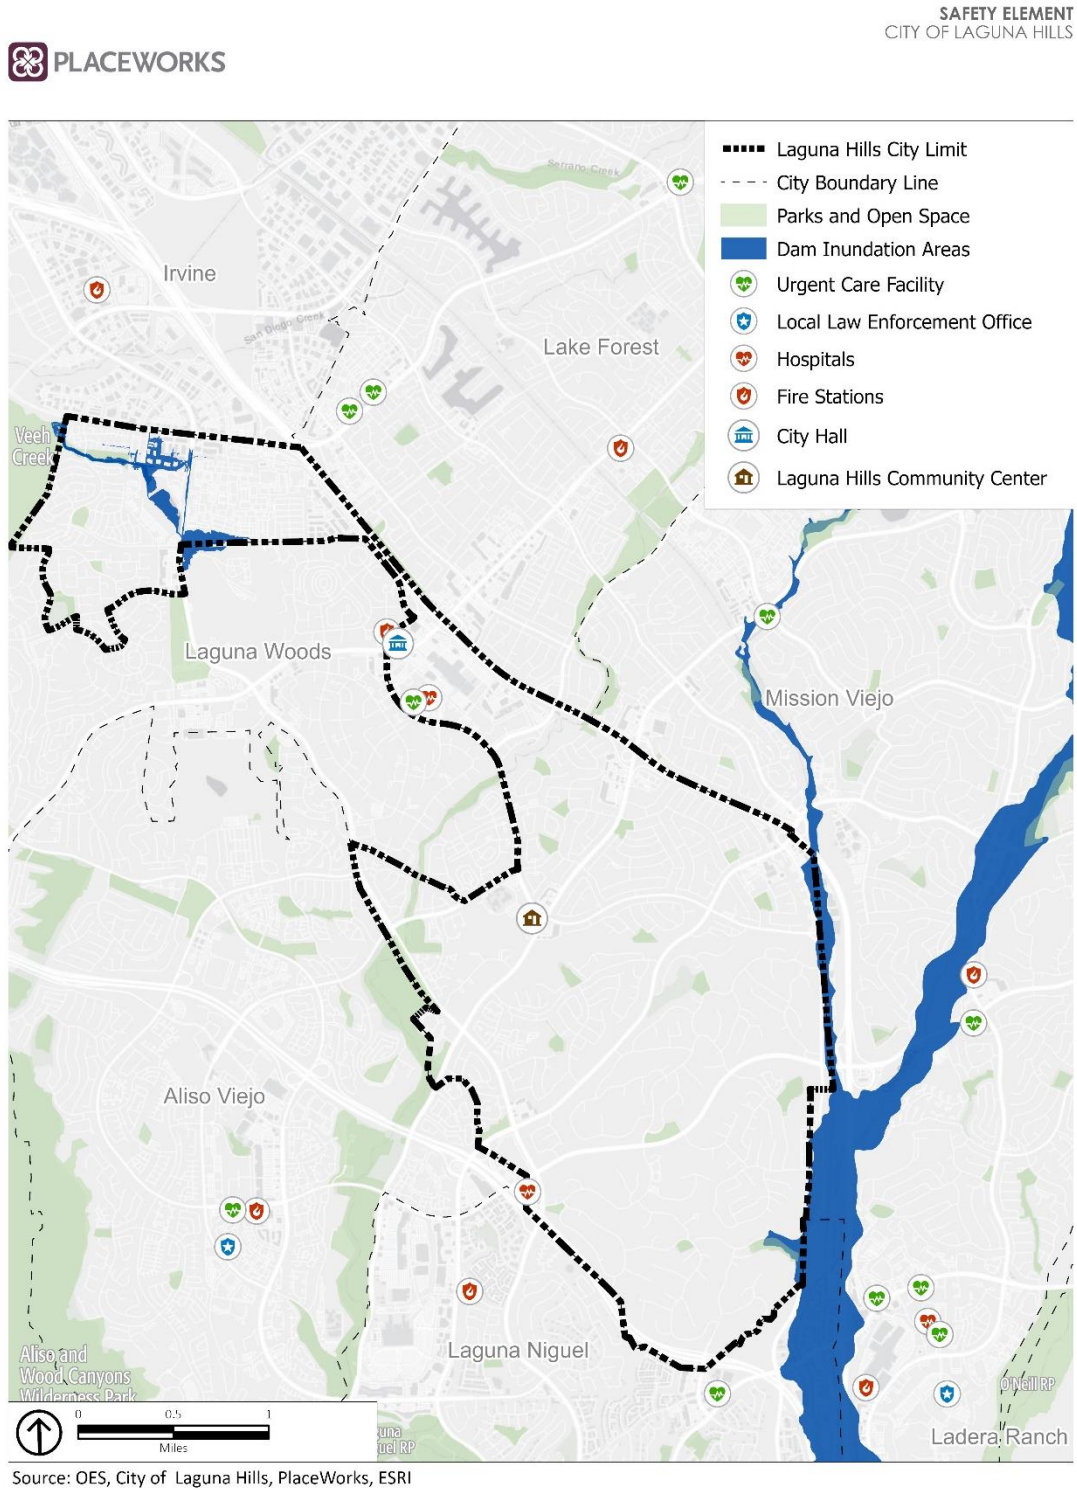 SAFETY ELEMENT
CITY OF LAGUNA HILLS
PLACEWORKS
Laguna Hills City Limit
City Boundary Line
Parks and Open Space
Dam Inundation Areas
Urgent Care Facility
Local Law Enforcement Office
Hospitals
Fire Stations
City Hall
Laguna Hills Community Center
Serrano Creek
Irvine
San Diego Creek
Lake Forest
Veeh
Creek
Laguna Woods
Mission Viejo
Aliso Viejo
Laguna Niguel
Aliso and
Wood Canyons
Wilderness Park
O'Neill RP
Ladera Ranch
0 0.5 1
Miles
Source: OES, City of Laguna Hills, PlaceWorks, ESRI